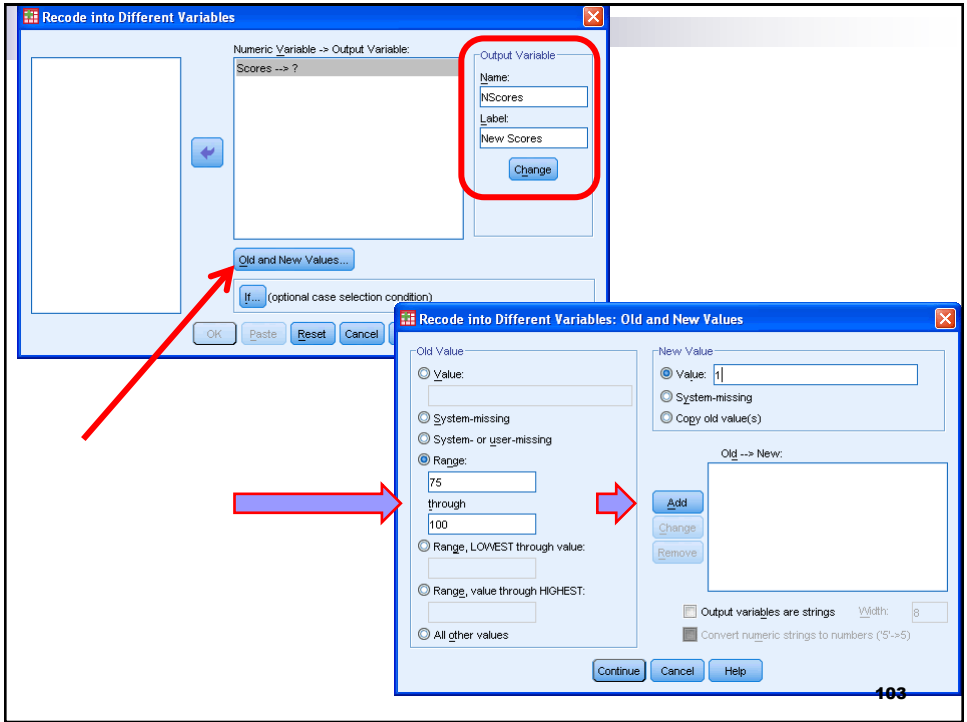 Recode into Different Variables
Numeric Variable -> Output Variable:
Scores --> ?
Output Variable
Name:
NScores
Label:
New Scores
Change
Old and New Values...
If... (optional case selection condition)
OK Paste Reset Cancel
Recode into Different Variables: Old and New Values
Old Value
Value:
System-missing
System- or user-missing
Range:
75
through
100
Range, LOWEST through value:
Range, value through HIGHEST:
All other values
New Value
Value: 1
System-missing
Copy old value(s)
Old --> New:
Add
Change
Remove
Output variables are strings Width: 8
Convert numeric strings to numbers ('5'->5)
Continue Cancel Help
103